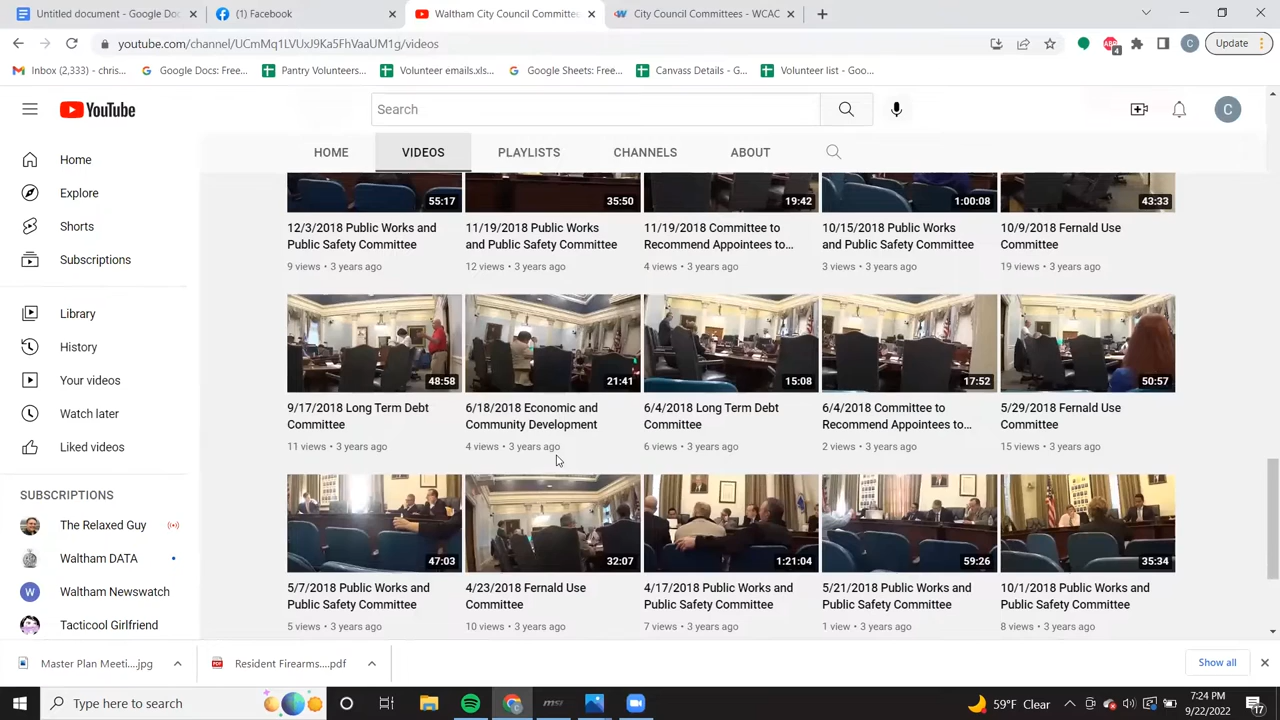 Untitled document - Google Doc
(1) Facebook
Waltham City Council Committee
City Council Committees - WCAC
youtube.com/channel/UCmMq1LVUxJ9Ka5FhVaaUM1g/videos
4
C
Update
Inbox (2,333) - chris...
Google Docs: Free...
Pantry Volunteers...
Volunteer emails.xls...
Google Sheets: Free...
Canvass Details - G...
Volunteer list - Goo...
YouTube
Search
C
HOME
VIDEOS
PLAYLISTS
CHANNELS
ABOUT
Home
Explore
Shorts
Subscriptions
Library
History
Your videos
Watch later
Liked videos
SUBSCRIPTIONS
The Relaxed Guy
Waltham DATA
W
Waltham Newswatch
Tacticool Girlfriend
55:17
35:50
19:42
1:00:08
43:33
12/3/2018 Public Works and
Public Safety Committee
9 views • 3 years ago
11/19/2018 Public Works
and Public Safety Committee
12 views • 3 years ago
11/19/2018 Committee to
Recommend Appointees to...
4 views • 3 years ago
10/15/2018 Public Works
and Public Safety Committee
3 views • 3 years ago
10/9/2018 Fernald Use
Committee
19 views • 3 years ago
48:58
21:41
15:08
17:52
50:57
9/17/2018 Long Term Debt
Committee
11 views • 3 years ago
6/18/2018 Economic and
Community Development
4 views • 3 years ago
6/4/2018 Long Term Debt
Committee
6 views • 3 years ago
6/4/2018 Committee to
Recommend Appointees to...
2 views • 3 years ago
5/29/2018 Fernald Use
Committee
15 views • 3 years ago
47:03
32:07
1:21:04
59:26
35:34
5/7/2018 Public Works and
Public Safety Committee
5 views • 3 years ago
4/23/2018 Fernald Use
Committee
10 views • 3 years ago
4/17/2018 Public Works and
Public Safety Committee
7 views • 3 years ago
5/21/2018 Public Works and
Public Safety Committee
1 view • 3 years ago
10/1/2018 Public Works and
Public Safety Committee
8 views • 3 years ago
Master Plan Meeti....jpg
PDF
Resident Firearms....pdf
Show all
Type here to search
msi
59°F Clear
7:24 PM
9/22/2022
17